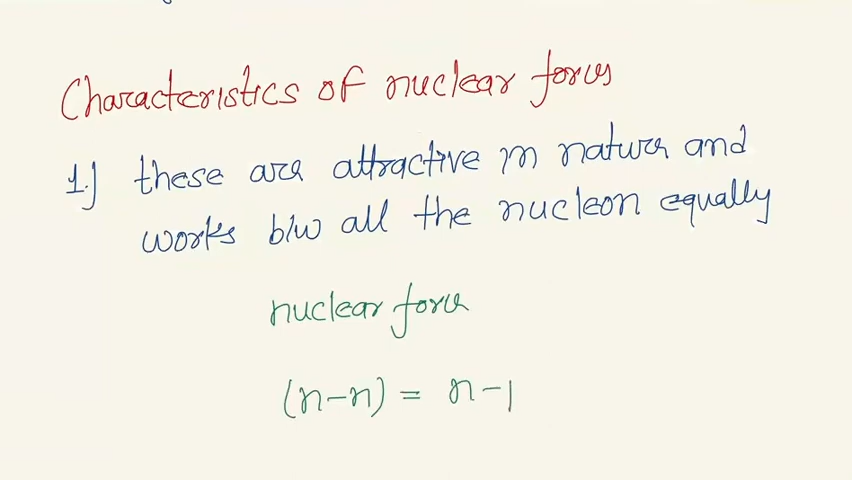 Characteristics of nuclear forces
1.) these are attractive in nature and
works b/w all the nucleon equally
nuclear force
(n-n) = n-1